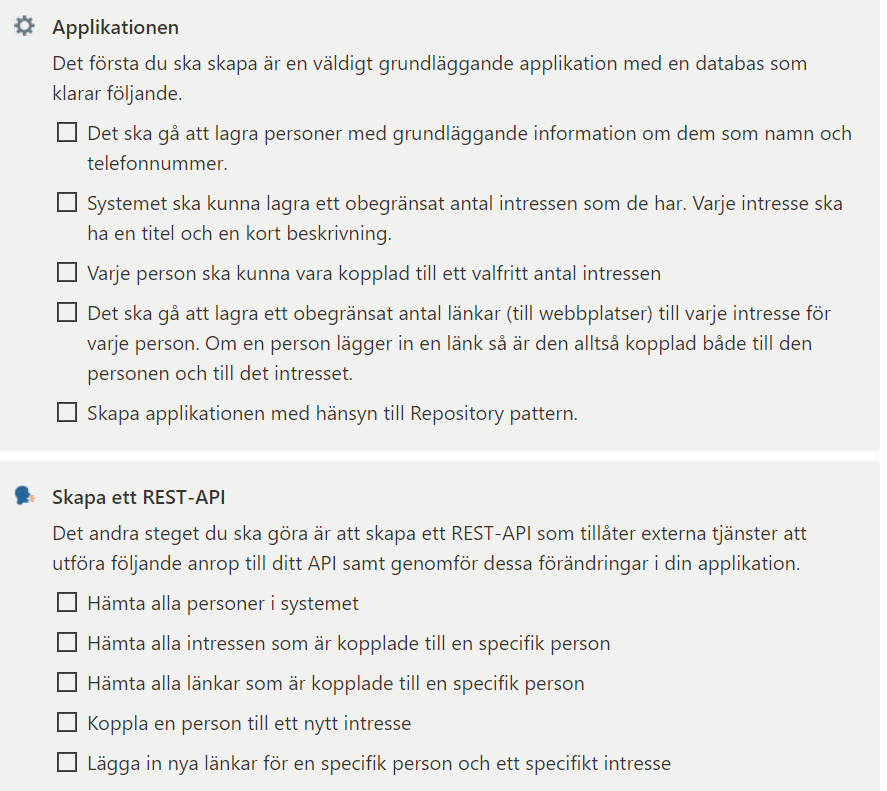 Applikationen
Det första du ska skapa är en väldigt grundläggande applikation med en databas som
klarar följande.
Det ska gå att lagra personer med grundläggande information om dem som namn och
telefonnummer.
Systemet ska kunna lagra ett obegränsat antal intressen som de har. Varje intresse ska
ha en titel och en kort beskrivning.
Varje person ska kunna vara kopplad till ett valfritt antal intressen
Det ska gå att lagra ett obegränsat antal länkar (till webbplatser) till varje intresse för
varje person. Om en person lägger in en länk så är den alltså kopplad både till den
personen och till det intresset.
Skapa applikationen med hänsyn till Repository pattern.
Skapa ett REST-API
Det andra steget du ska göra är att skapa ett REST-API som tillåter externa tjänster att
utföra följande anrop till ditt API samt genomför dessa förändringar i din applikation.
Hämta alla personer i systemet
Hämta alla intressen som är kopplade till en specifik person
Hämta alla länkar som är kopplade till en specifik person
Koppla en person till ett nytt intresse
Lägga in nya länkar för en specifik person och ett specifikt intresse